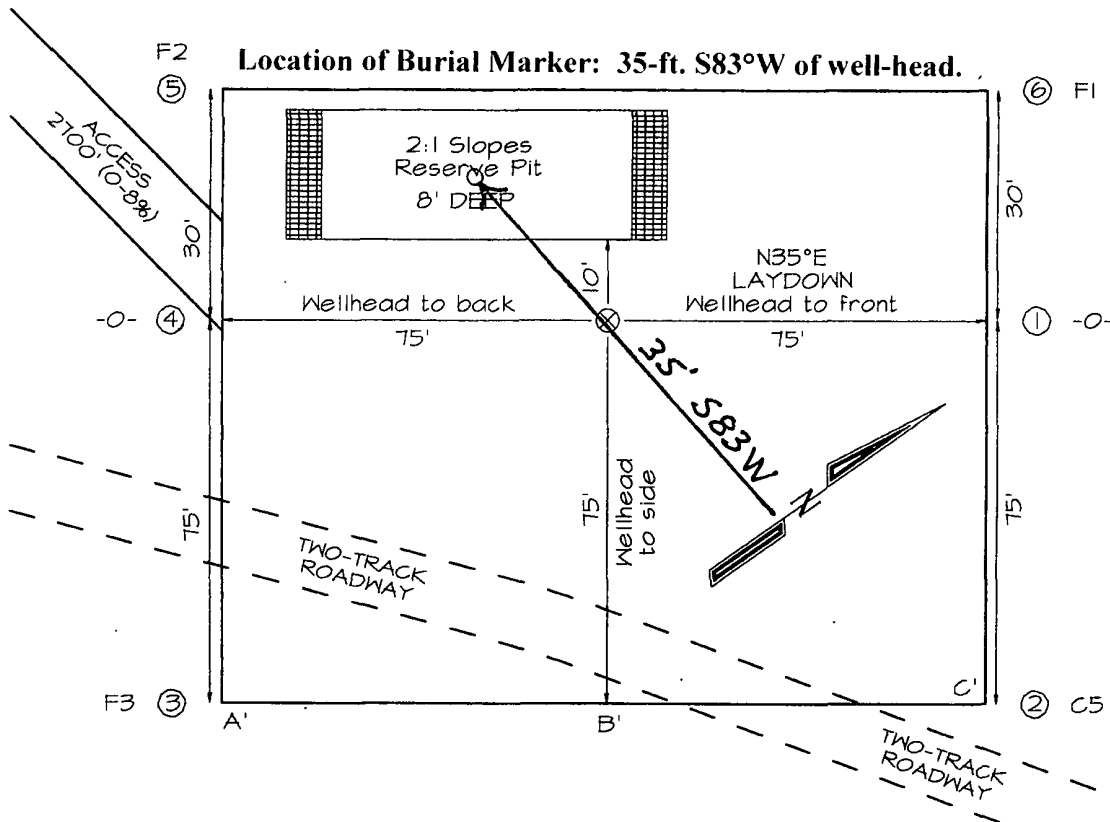 F2
Location of Burial Marker: 35-ft. S83°W of well-head.
⑤
⑥ F1
ACCESS
2700' (0-8%)
2:1 Slopes
Reserve Pit
8' DEEP
30'
30'
10'
N35°E
LAYDOWN
Wellhead to back
Wellhead to front
-0- ④
① -0-
75'
75'
35' S83W
N
75'
75'
Wellhead
to side
75'
TWO-TRACK
ROADWAY
C'
F3 ③
② C5
A'
B'
TWO-TRACK
ROADWAY